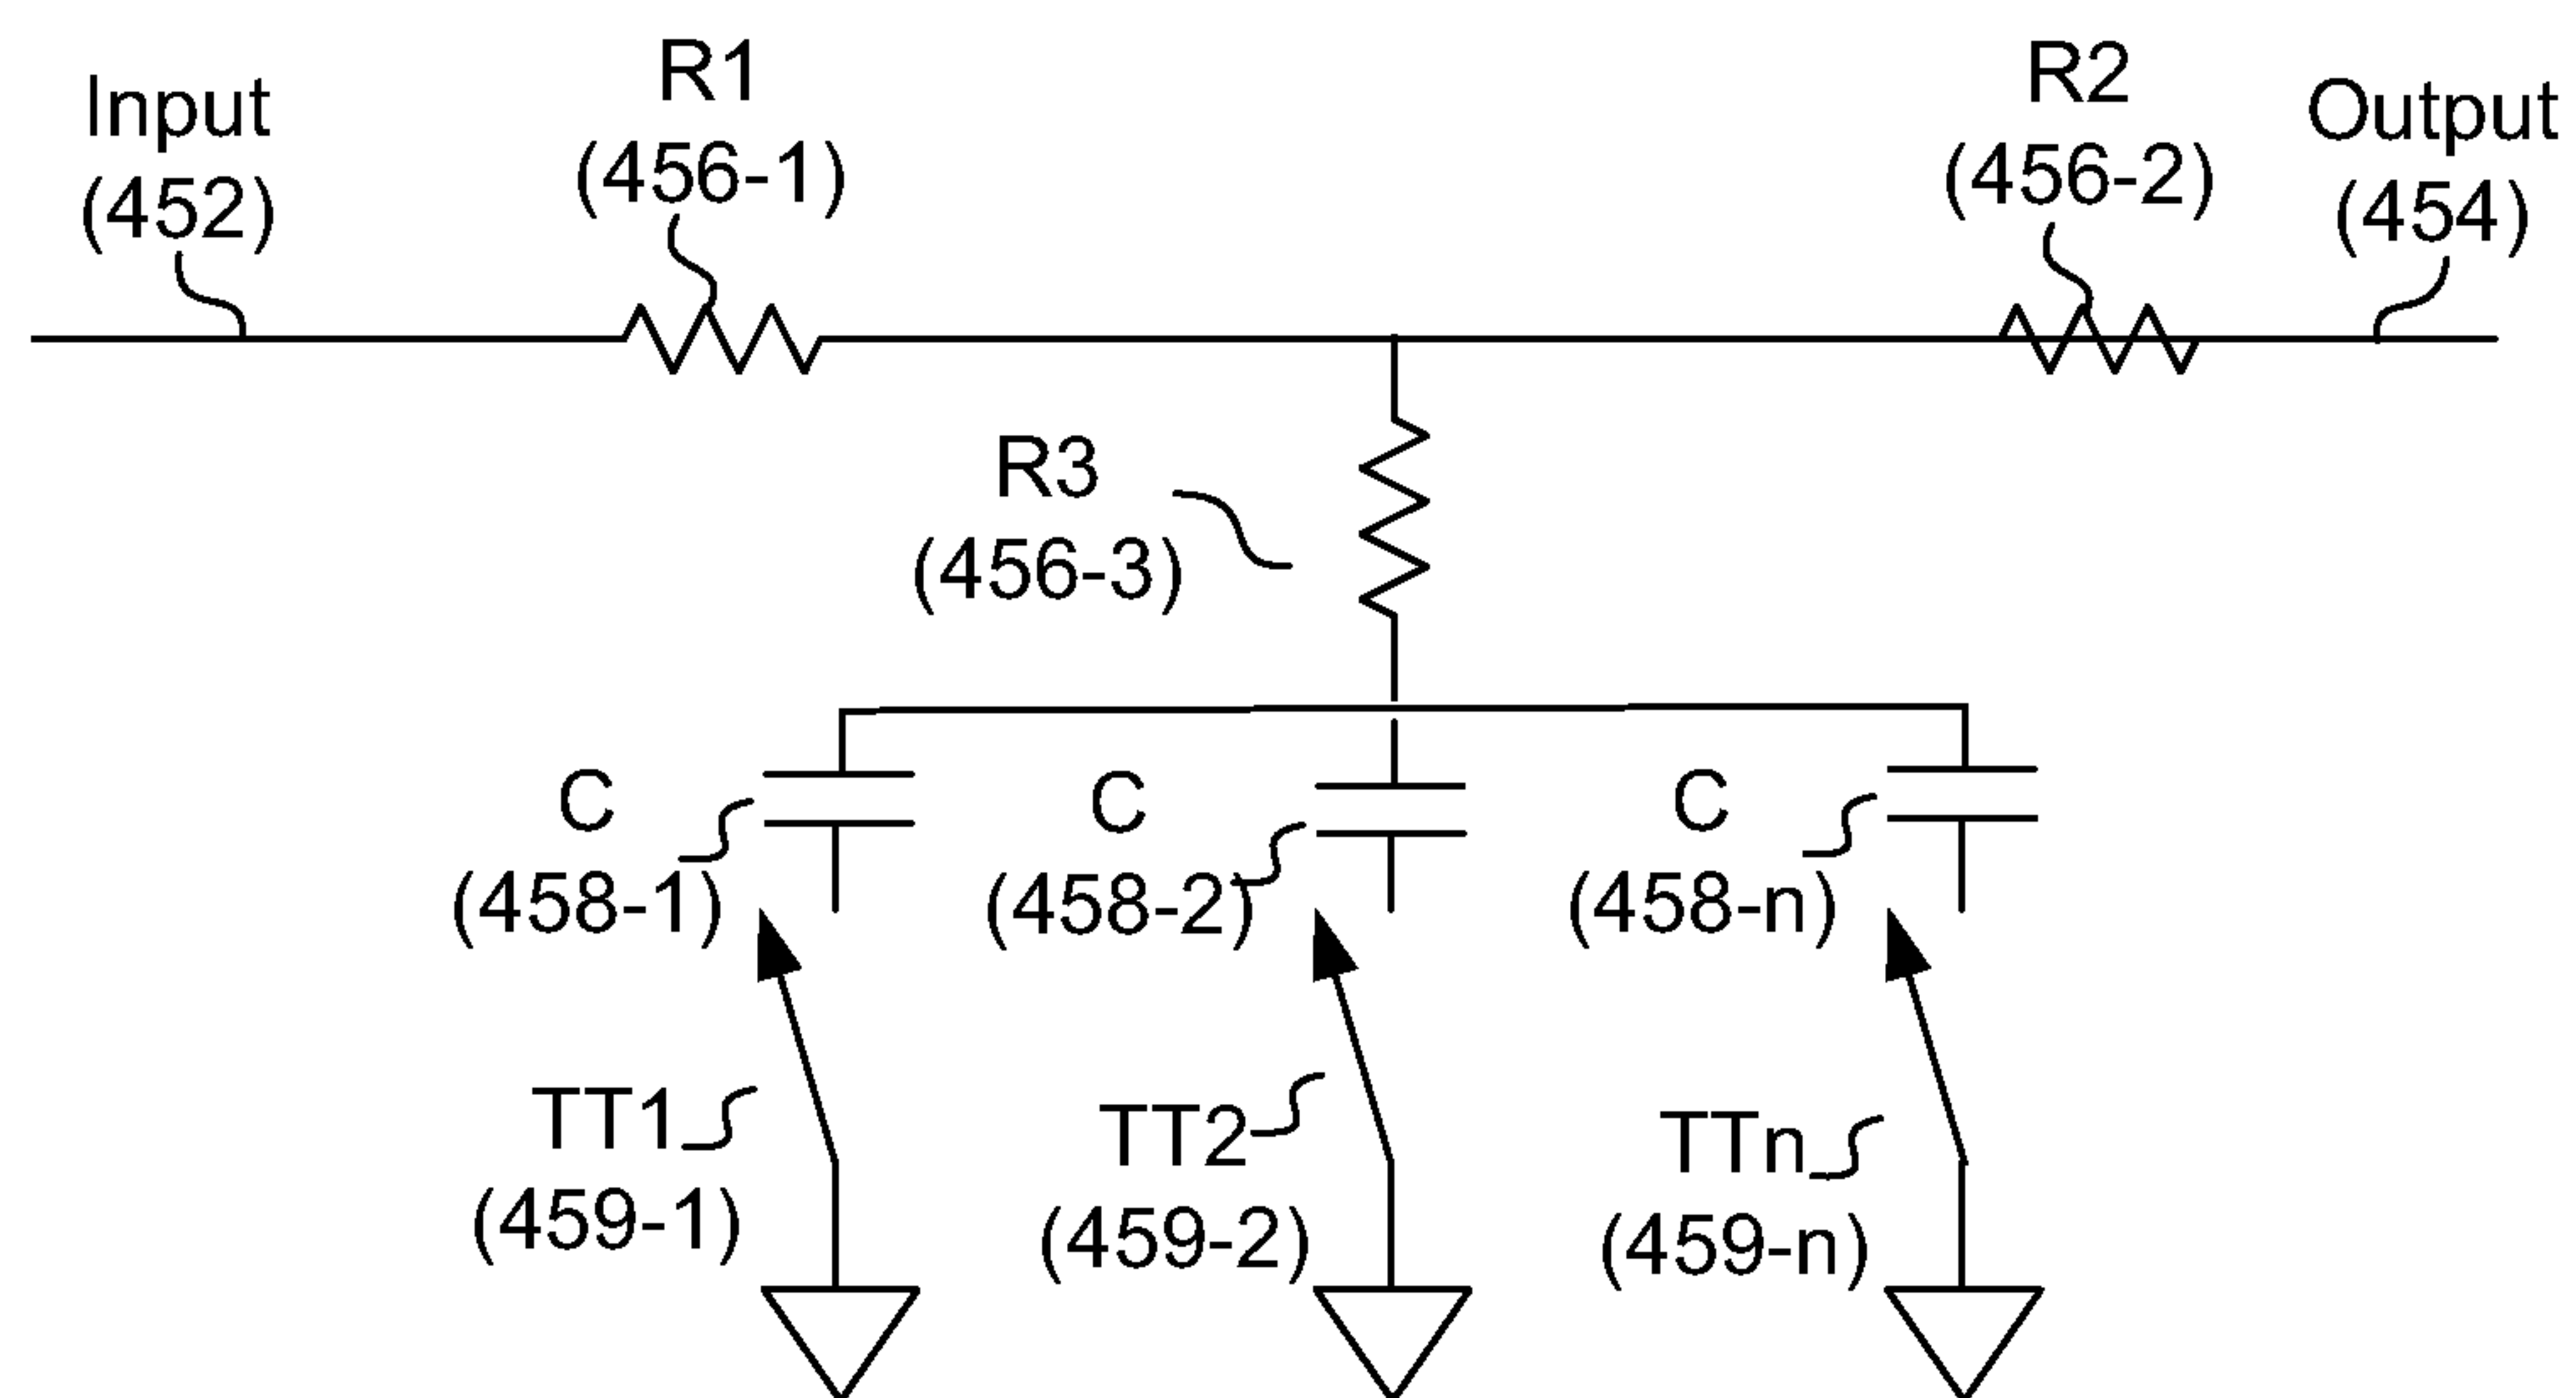 Input
(452)
R1
(456-1)
R2
(456-2)
Output
(454)
R3
(456-3)
C
(458-1)
C
(458-2)
C
(458-n)
TT1
(459-1)
TT2
(459-2)
TTn
(459-n)